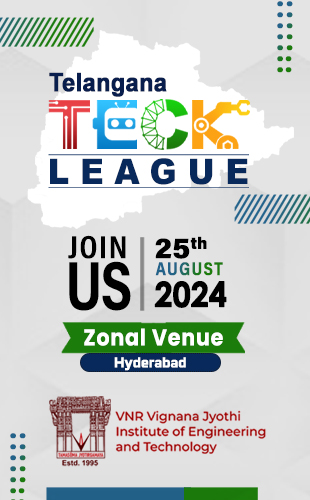 Telangana
TECK
LEAGUE
JOIN
US
25th
AUGUST
2024
Zonal Venue
Hyderabad
VNR Vignana Jyothi
Institute of Engineering
and Technology
Estd. 1995